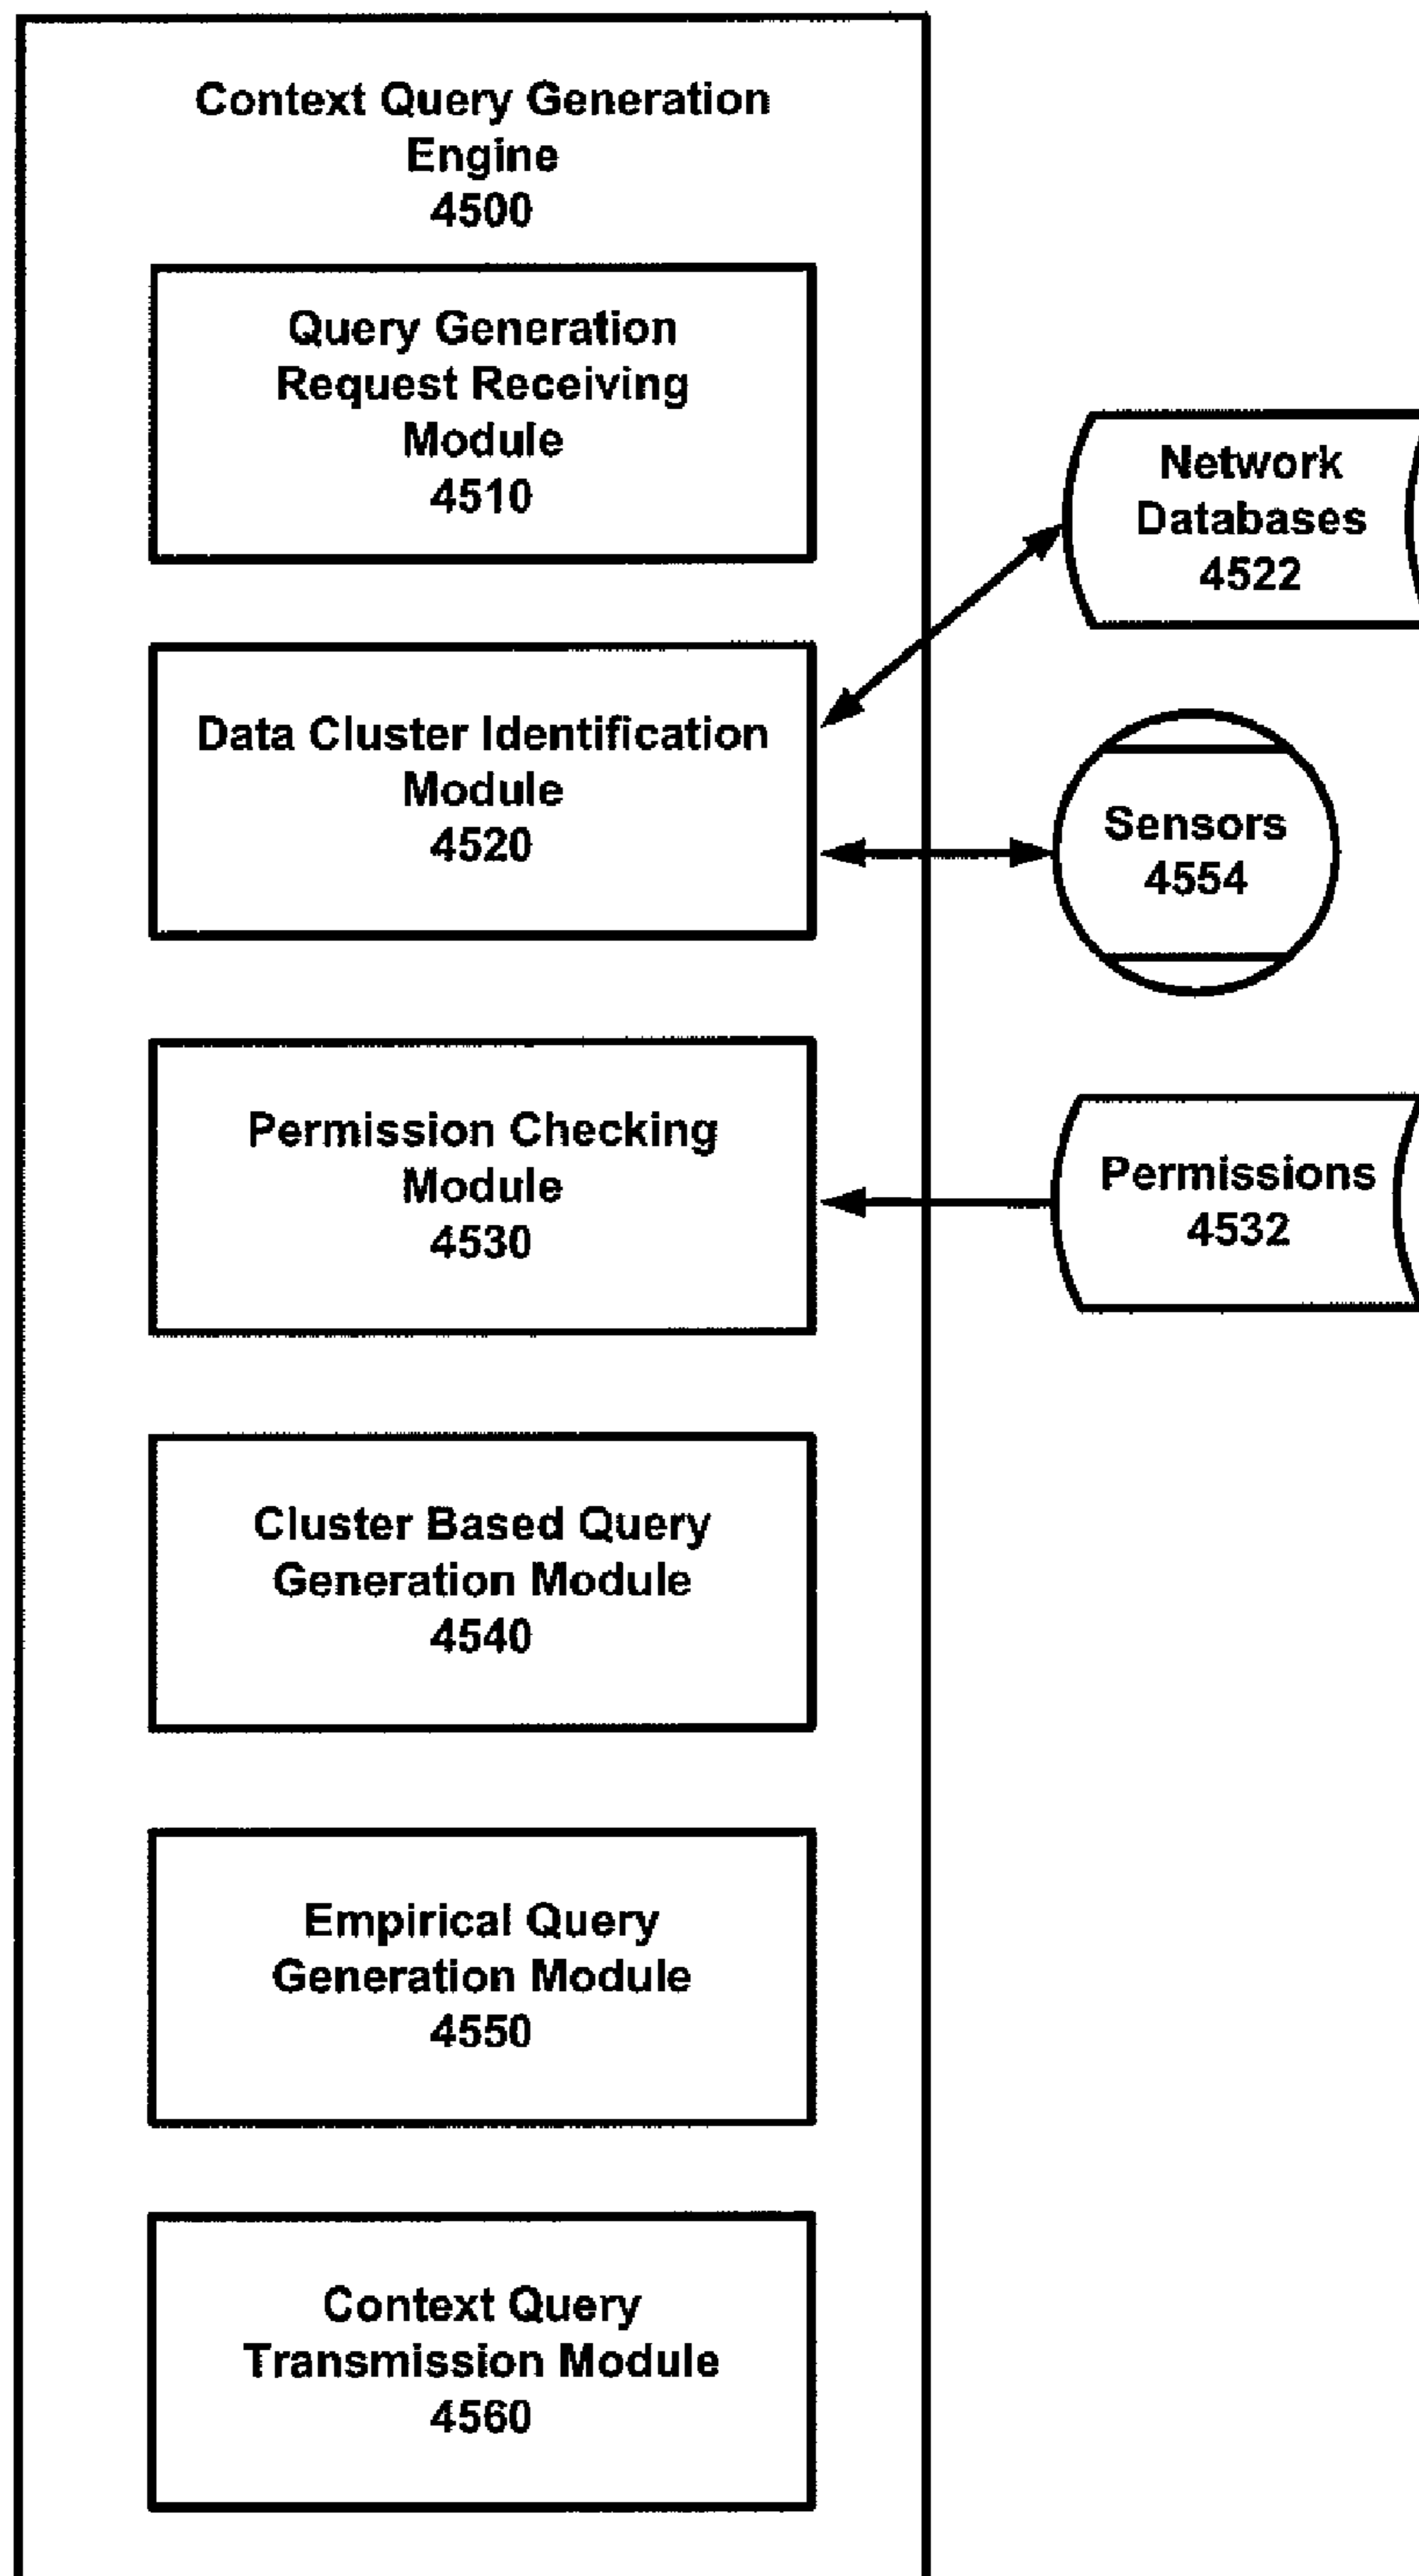 Context Query Generation
Engine
4500
Query Generation
Request Receiving
Module
4510
Network
Databases
4522
Data Cluster Identification
Module
4520
Sensors
4554
Permission Checking
Module
4530
Permissions
4532
Cluster Based Query
Generation Module
4540
Empirical Query
Generation Module
4550
Context Query
Transmission Module
4560